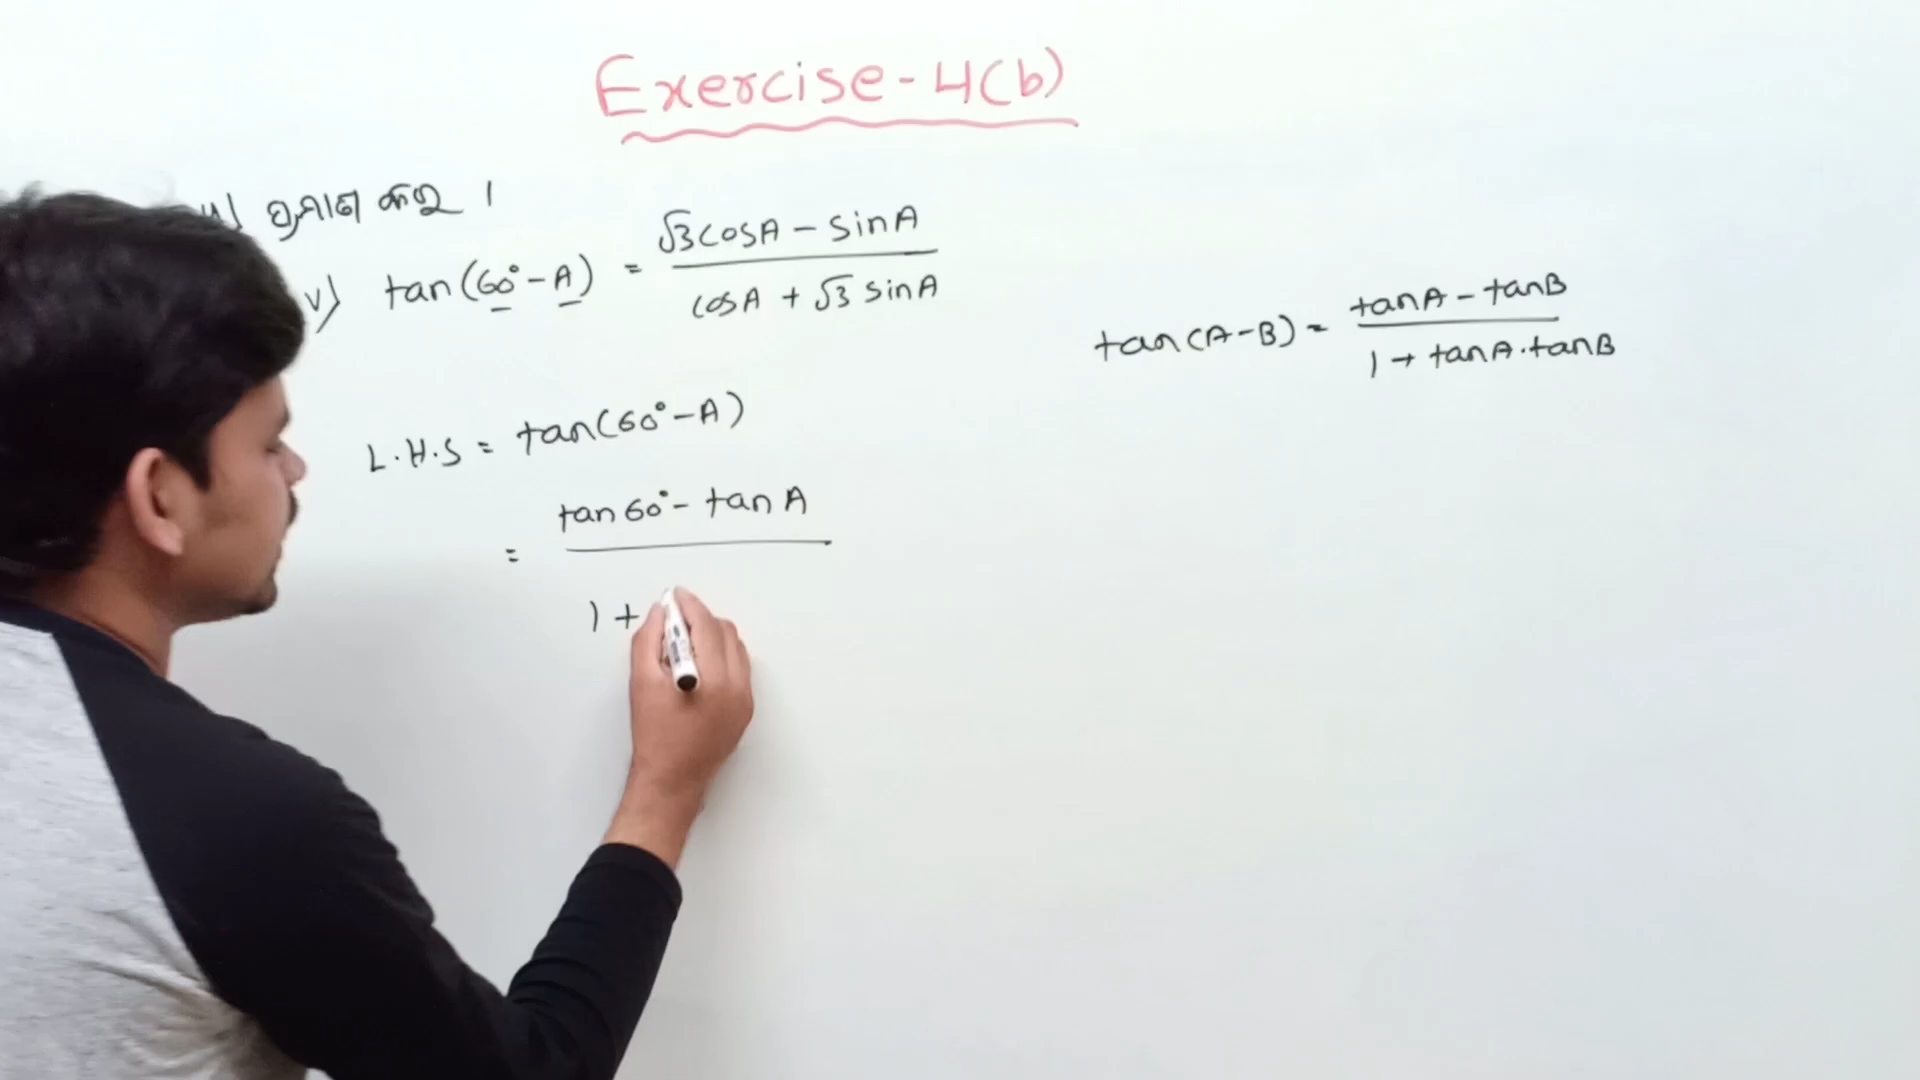 Exercise-4(b)
ପ୍ରମାଣ କର ।
v) tan(60°-A) = √3cosA - sinA / cosA + √3 sinA
tan(A-B) = tanA - tanB / 1 + tanA.tanB
L.H.S = tan(60°-A)
= tan60° - tanA / 1 +